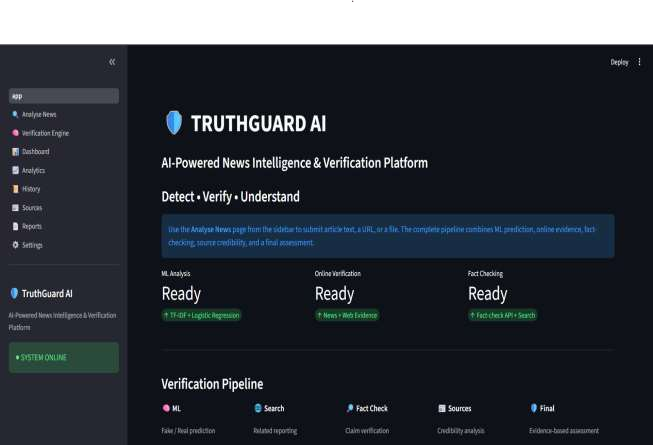 Deploy
app
Analyse News
Verification Engine
Dashboard
Analytics
History
Sources
Reports
Settings
TruthGuard AI
AI-Powered News Intelligence & Verification
Platform
• SYSTEM ONLINE
TRUTHGUARD AI
AI-Powered News Intelligence & Verification Platform
Detect • Verify • Understand
Use the Analyse News page from the sidebar to submit article text, a URL, or a file. The complete pipeline combines ML prediction, online evidence, fact-
checking, source credibility, and a final assessment.
ML Analysis
Ready
↑ TF-IDF + Logistic Regression
Online Verification
Ready
↑ News + Web Evidence
Fact Checking
Ready
↑ Fact-check API + Search
Verification Pipeline
ML
Fake / Real prediction
Search
Related reporting
Fact Check
Claim verification
Sources
Credibility analysis
Final
Evidence-based assessment